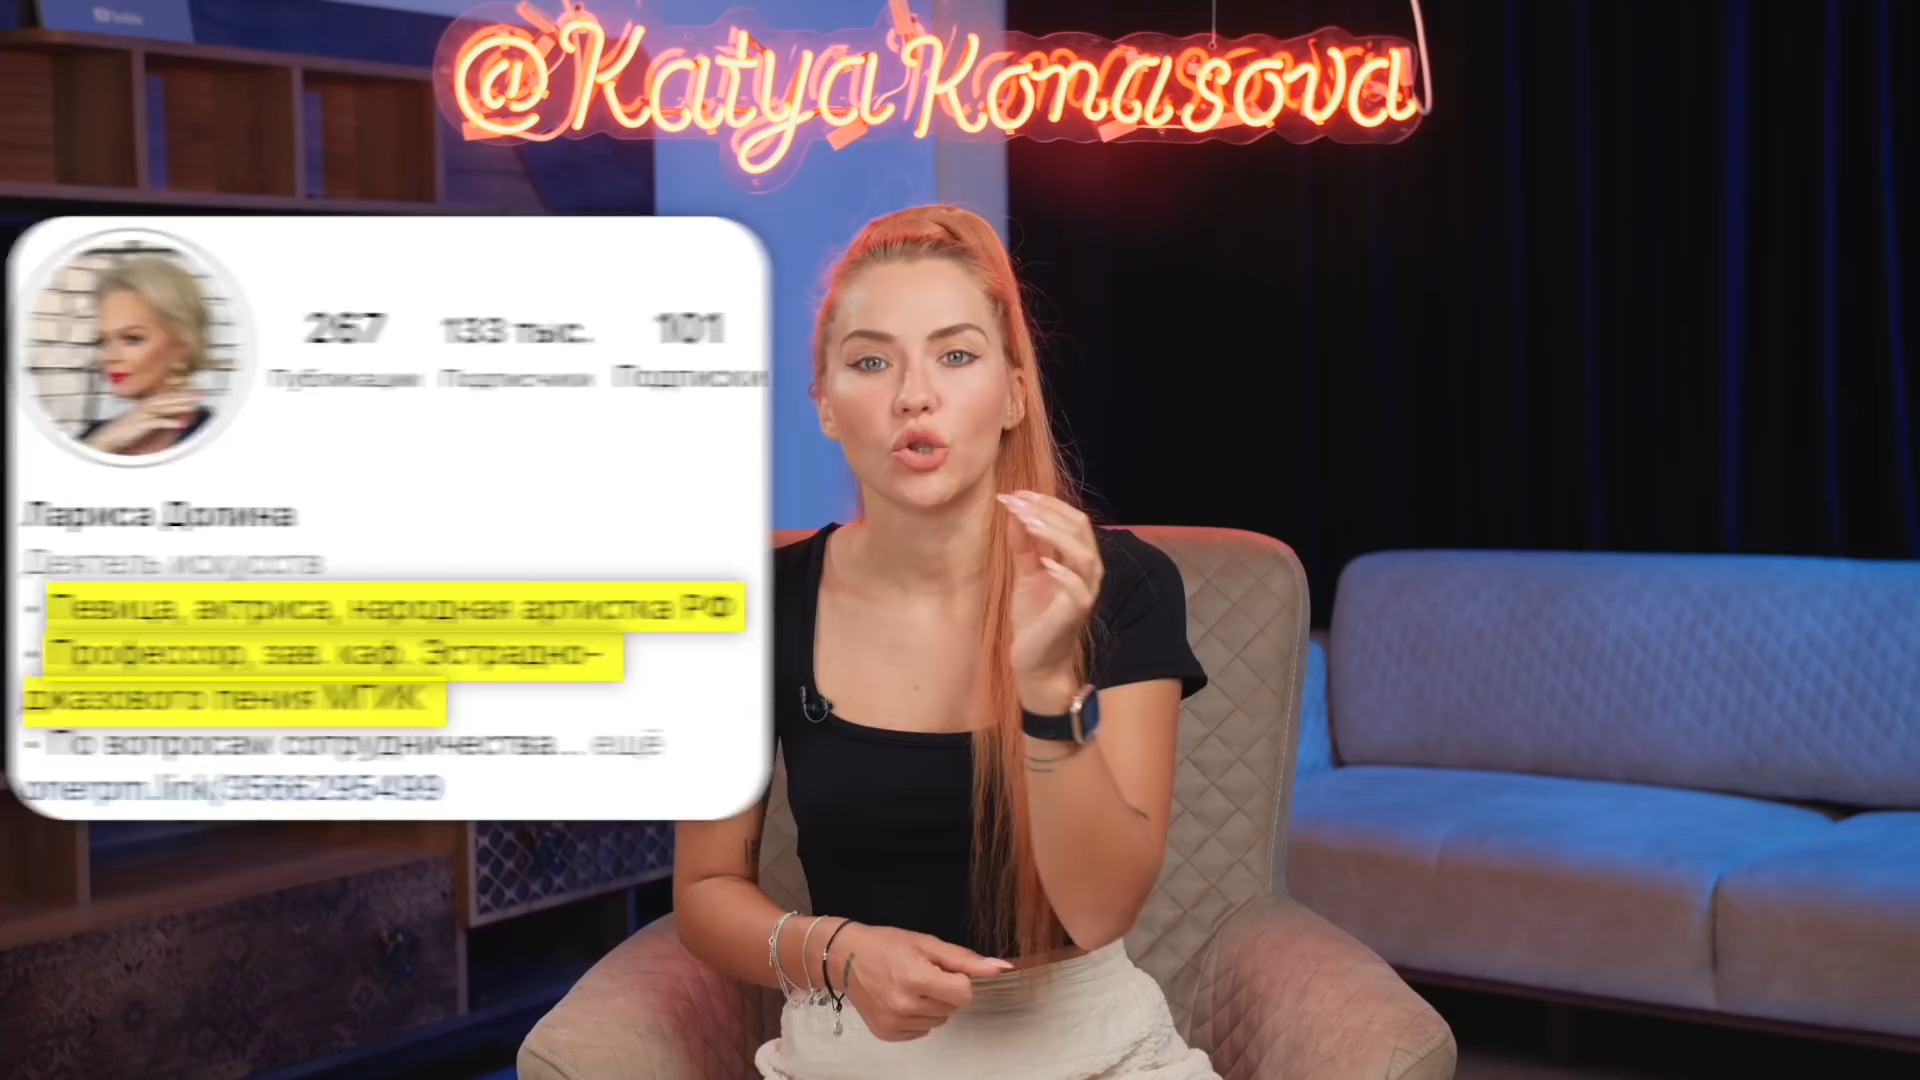 @KatyaKonasova
267 133 тыс. 101
Публикации Подписчики Подписки
Лариса Долина
Деятель искусств
- Певица, актриса, народная артистка РФ
- Профессор, зав. каф. Эстрадно-
джазового пения МГИК
- По вопросам сотрудничества... ещё